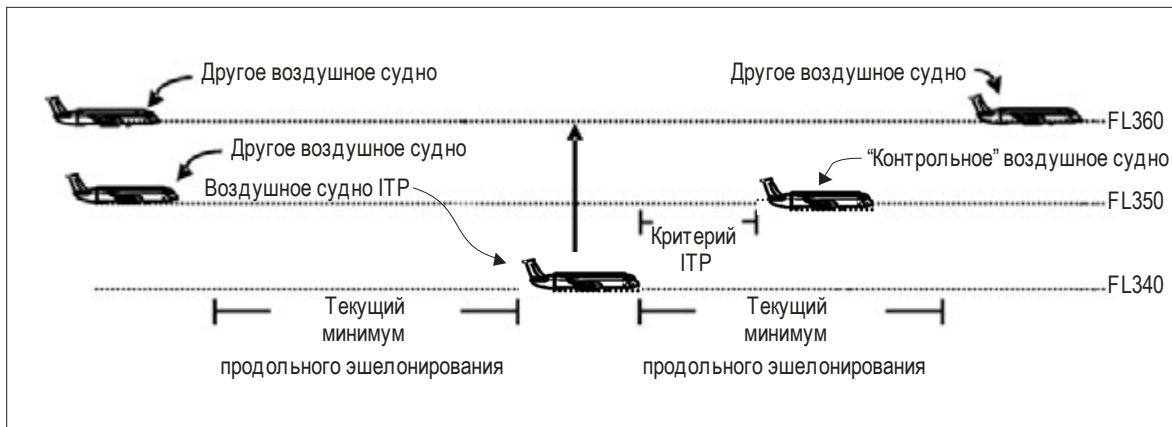 Другое воздушное судно
Другое воздушное судно
FL360
Другое воздушное судно
“Контрольное” воздушное судно
Воздушное судно ITP
FL350
Критерий
ITP
FL340
Текущий
минимум
продольного эшелонирования
Текущий
минимум
продольного эшелонирования